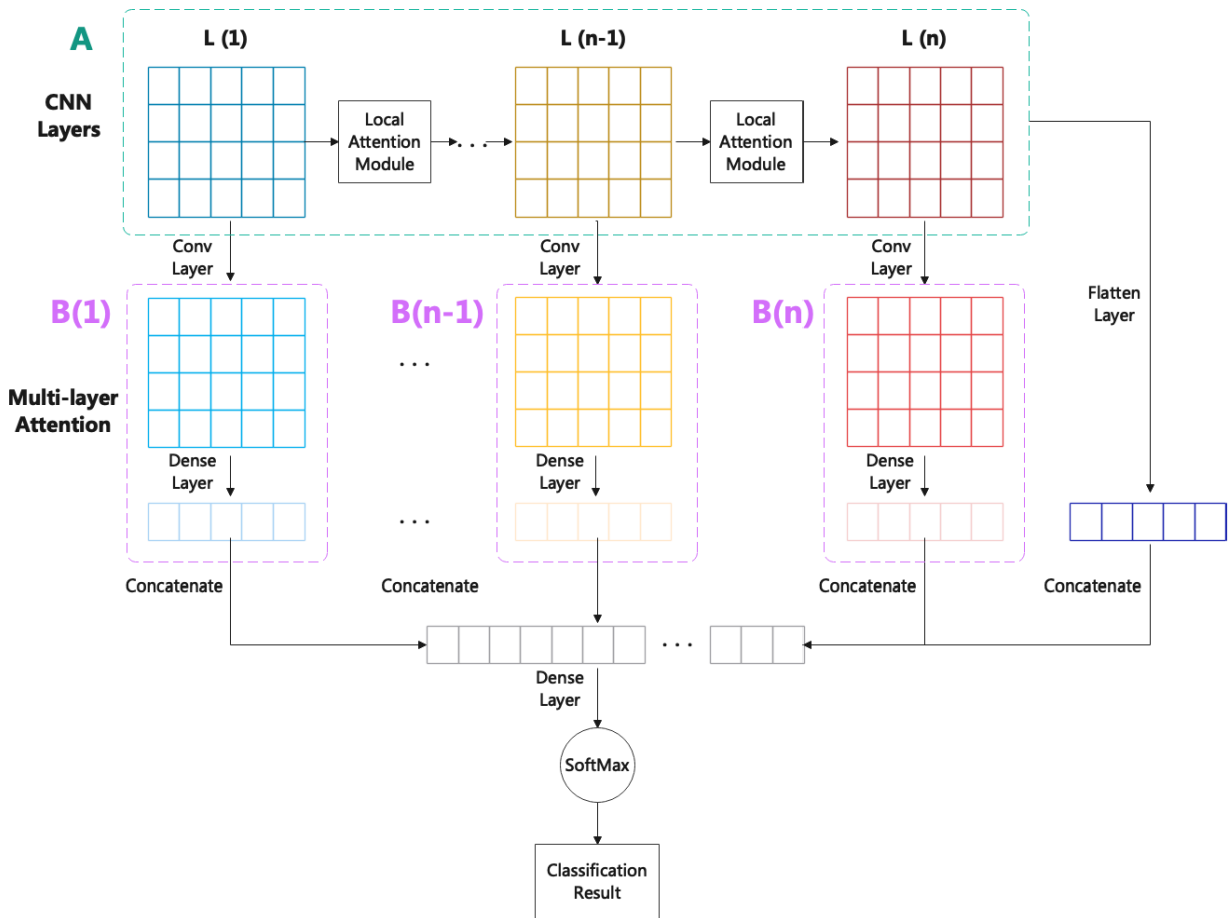 A
L (1)
L (n-1)
L (n)
CNN
Layers
Local
Attention
Module
. . .
Local
Attention
Module
Conv
Layer
Conv
Layer
Conv
Layer
B(1)
B(n-1)
B(n)
Flatten
Layer
. . .
Multi-layer
Attention
Dense
Layer
Dense
Layer
Dense
Layer
. . .
Concatenate
Concatenate
Concatenate
Concatenate
. . .
Dense
Layer
SoftMax
Classification
Result